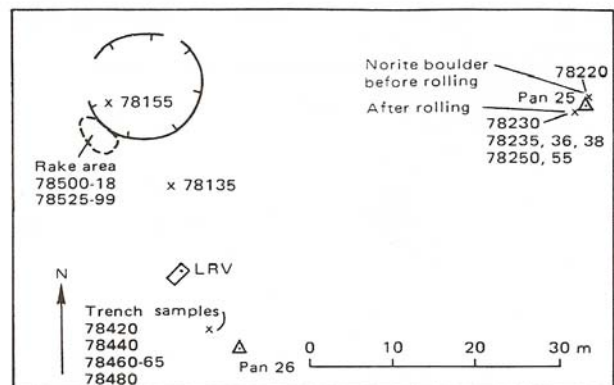 Norite boulder
before rolling
78220
Pan 25
After rolling
78230
78235, 36, 38
78250, 55
x 78155
Rake area
78500-18
78525-99
x 78135
LRV
N
Trench samples
78420
x
78440
78460-65
78480
Pan 26
0 10 20 30 m